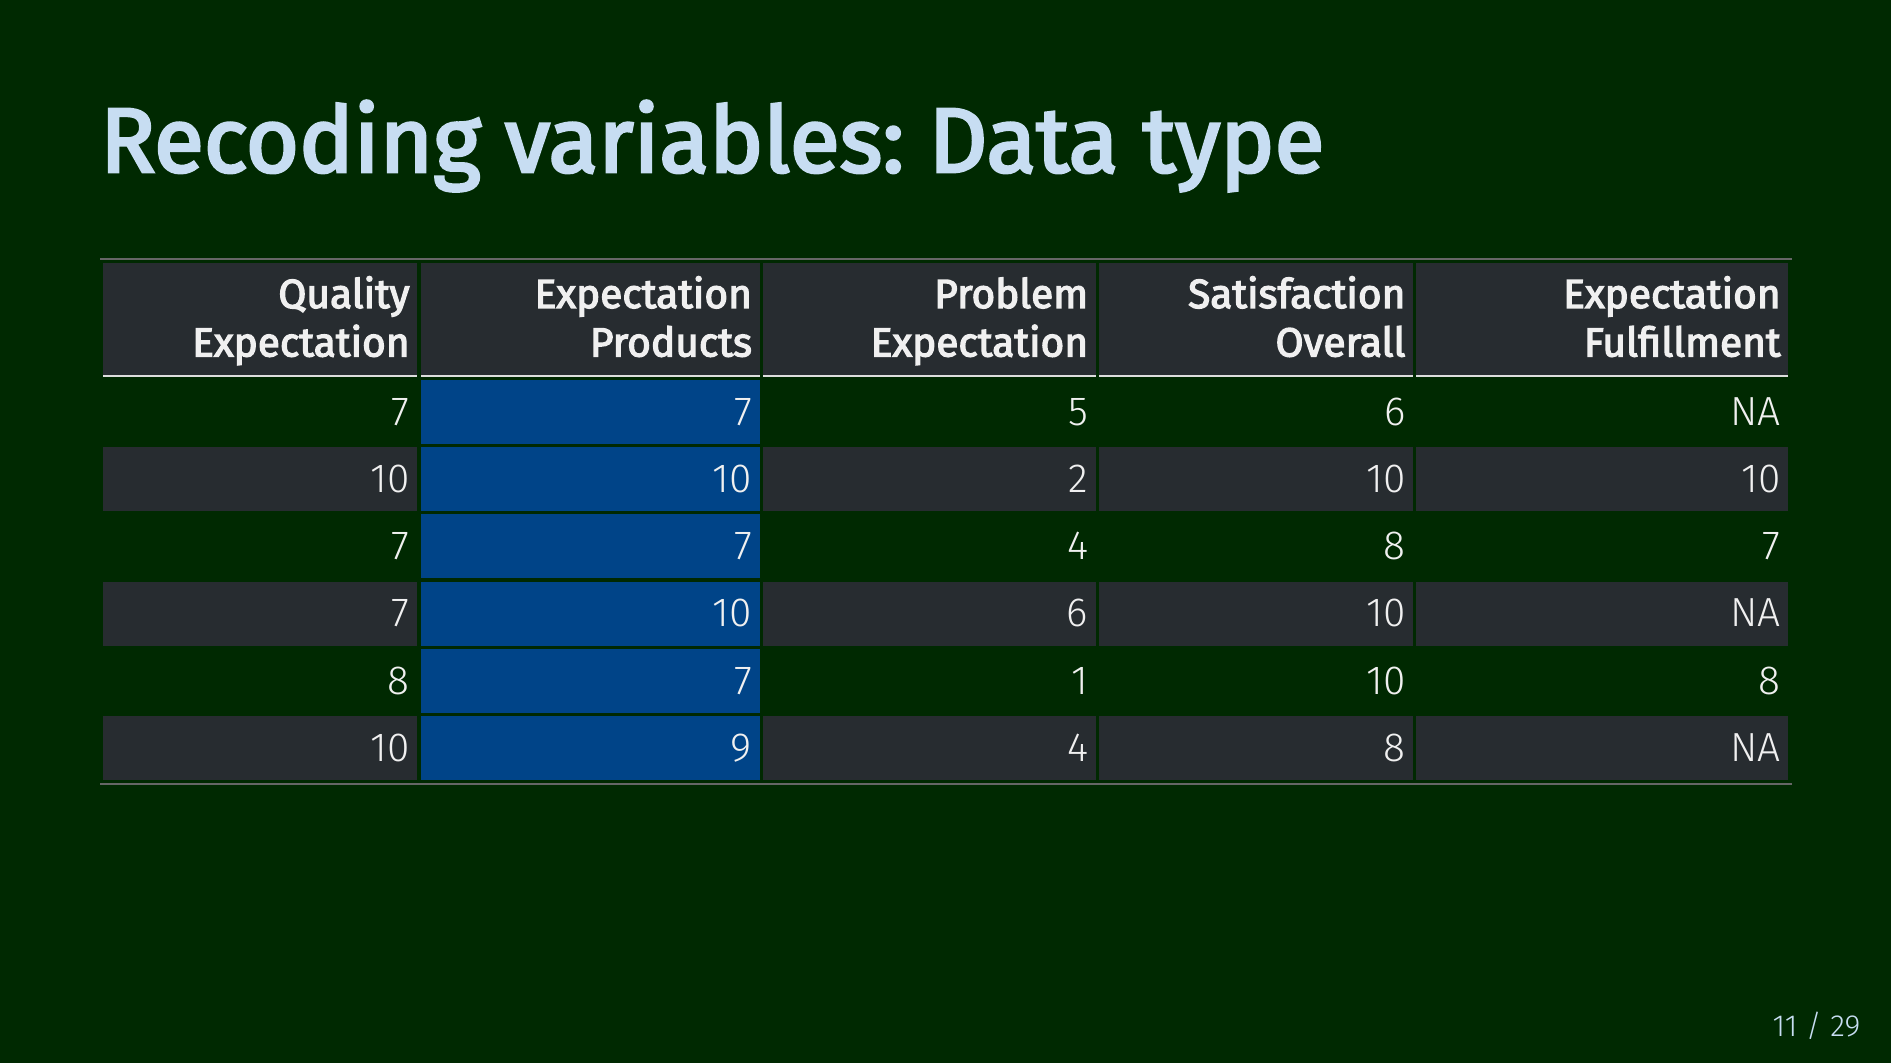 Recoding variables: Data type
Quality Expectation Problem Satisfaction Expectation
Expectation Products Expectation Overall Fulfillment
7 7 5 6 NA
10 10 2 10 10
7 7 4 8 7
7 10 6 10 NA
8 7 1 10 8
10 9 4 8 NA
11 / 29